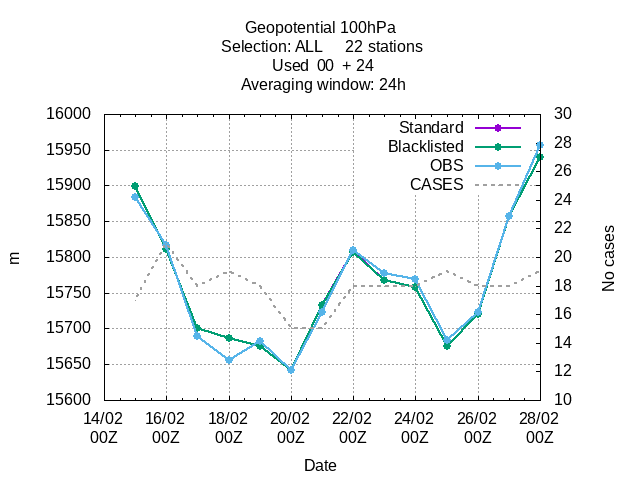 Geopotential 100hPa
Selection: ALL     22 stations
Used  00  + 24
Averaging window: 24h
Standard
Blacklisted
OBS
CASES
16000
15950
15900
15850
15800
15750
15700
15650
15600
m
30
28
26
24
22
20
18
16
14
12
10
No cases
14/02 16/02 18/02 20/02 22/02 24/02 26/02 28/02
00Z 00Z 00Z 00Z 00Z 00Z 00Z 00Z
Date